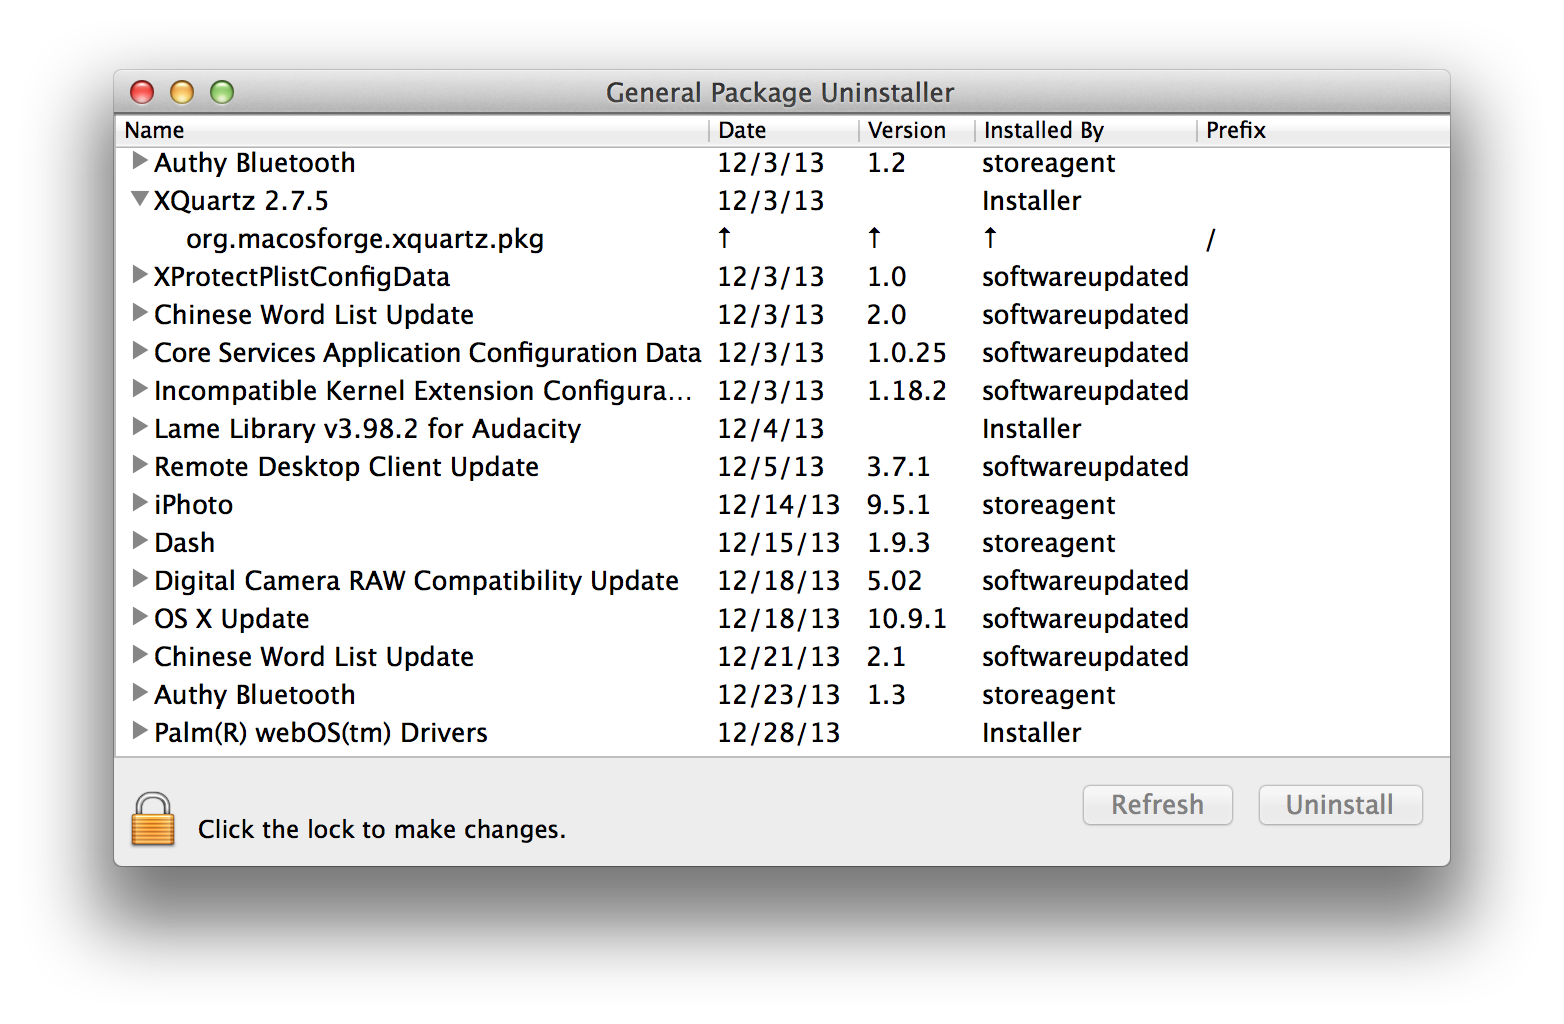 General Package Uninstaller
Name Date Version Installed By Prefix
Authy Bluetooth 12/3/13 1.2 storeagent
XQuartz 2.7.5 12/3/13 Installer
org.macosforge.xquartz.pkg ↑ ↑ ↑ /
XProtectPlistConfigData 12/3/13 1.0 softwareupdated
Chinese Word List Update 12/3/13 2.0 softwareupdated
Core Services Application Configuration Data 12/3/13 1.0.25 softwareupdated
Incompatible Kernel Extension Configura... 12/3/13 1.18.2 softwareupdated
Lame Library v3.98.2 for Audacity 12/4/13 Installer
Remote Desktop Client Update 12/5/13 3.7.1 softwareupdated
iPhoto 12/14/13 9.5.1 storeagent
Dash 12/15/13 1.9.3 storeagent
Digital Camera RAW Compatibility Update 12/18/13 5.02 softwareupdated
OS X Update 12/18/13 10.9.1 softwareupdated
Chinese Word List Update 12/21/13 2.1 softwareupdated
Authy Bluetooth 12/23/13 1.3 storeagent
Palm(R) webOS(tm) Drivers 12/28/13 Installer
Click the lock to make changes. Refresh Uninstall